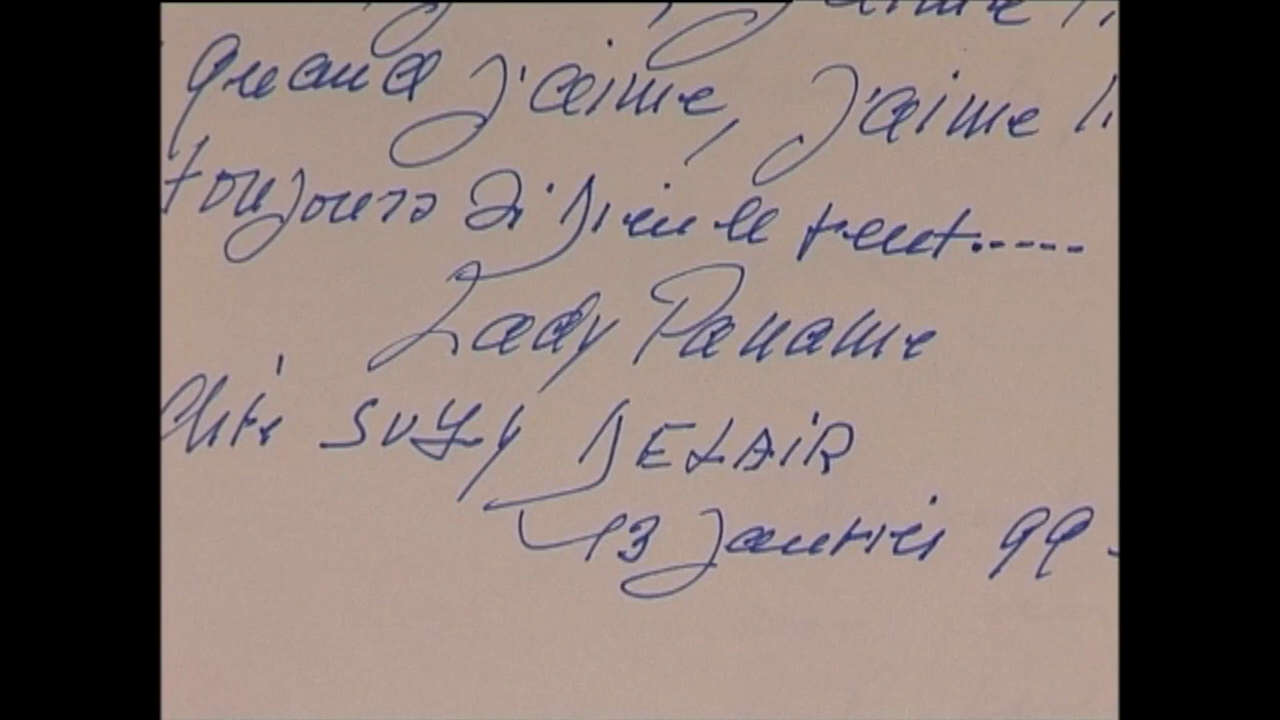 Quand j'aime, j'aime !!
toujours si Dieu le veut.....
Lady Paname
Suzy DELAiR
13 Janvier 99 -